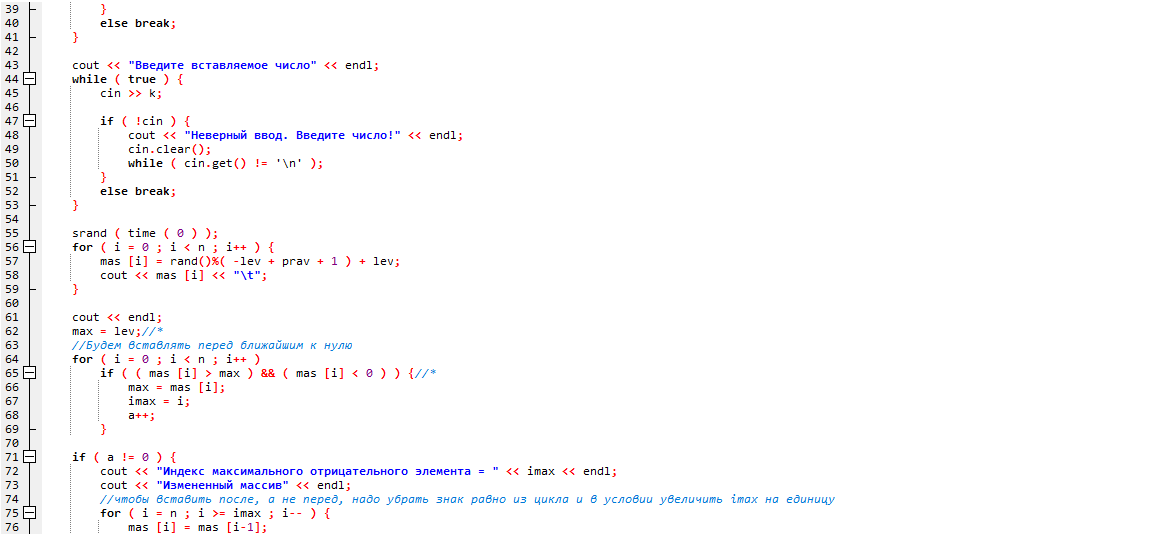 39 }
40 else break;
41 }
42
43 cout << "Введите вставляемое число" << endl;
44 while ( true ) {
45 cin >> k;
46
47 if ( !cin ) {
48 cout << "Неверный ввод. Введите число!" << endl;
49 cin.clear();
50 while ( cin.get() != '\n' );
51 }
52 else break;
53 }
54
55 srand ( time ( 0 ) );
56 for ( i = 0 ; i < n ; i++ ) {
57 mas [i] = rand()%( -lev + prav + 1 ) + lev;
58 cout << mas [i] << "\t";
59 }
60
61 cout << endl;
62 max = lev;//*
63 //Будем вставлять перед ближайшим к нулю
64 for ( i = 0 ; i < n ; i++ )
65 if ( ( mas [i] > max ) && ( mas [i] < 0 ) ) {//*
66 max = mas [i];
67 imax = i;
68 a++;
69 }
70
71 if ( a != 0 ) {
72 cout << "Индекс максимального отрицательного элемента = " << imax << endl;
73 cout << "Измененный массив" << endl;
74 //чтобы вставить после, а не перед, надо убрать знак равно из цикла и в условии увеличить imax на единицу
75 for ( i = n ; i >= imax ; i-- ) {
76 mas [i] = mas [i-1];